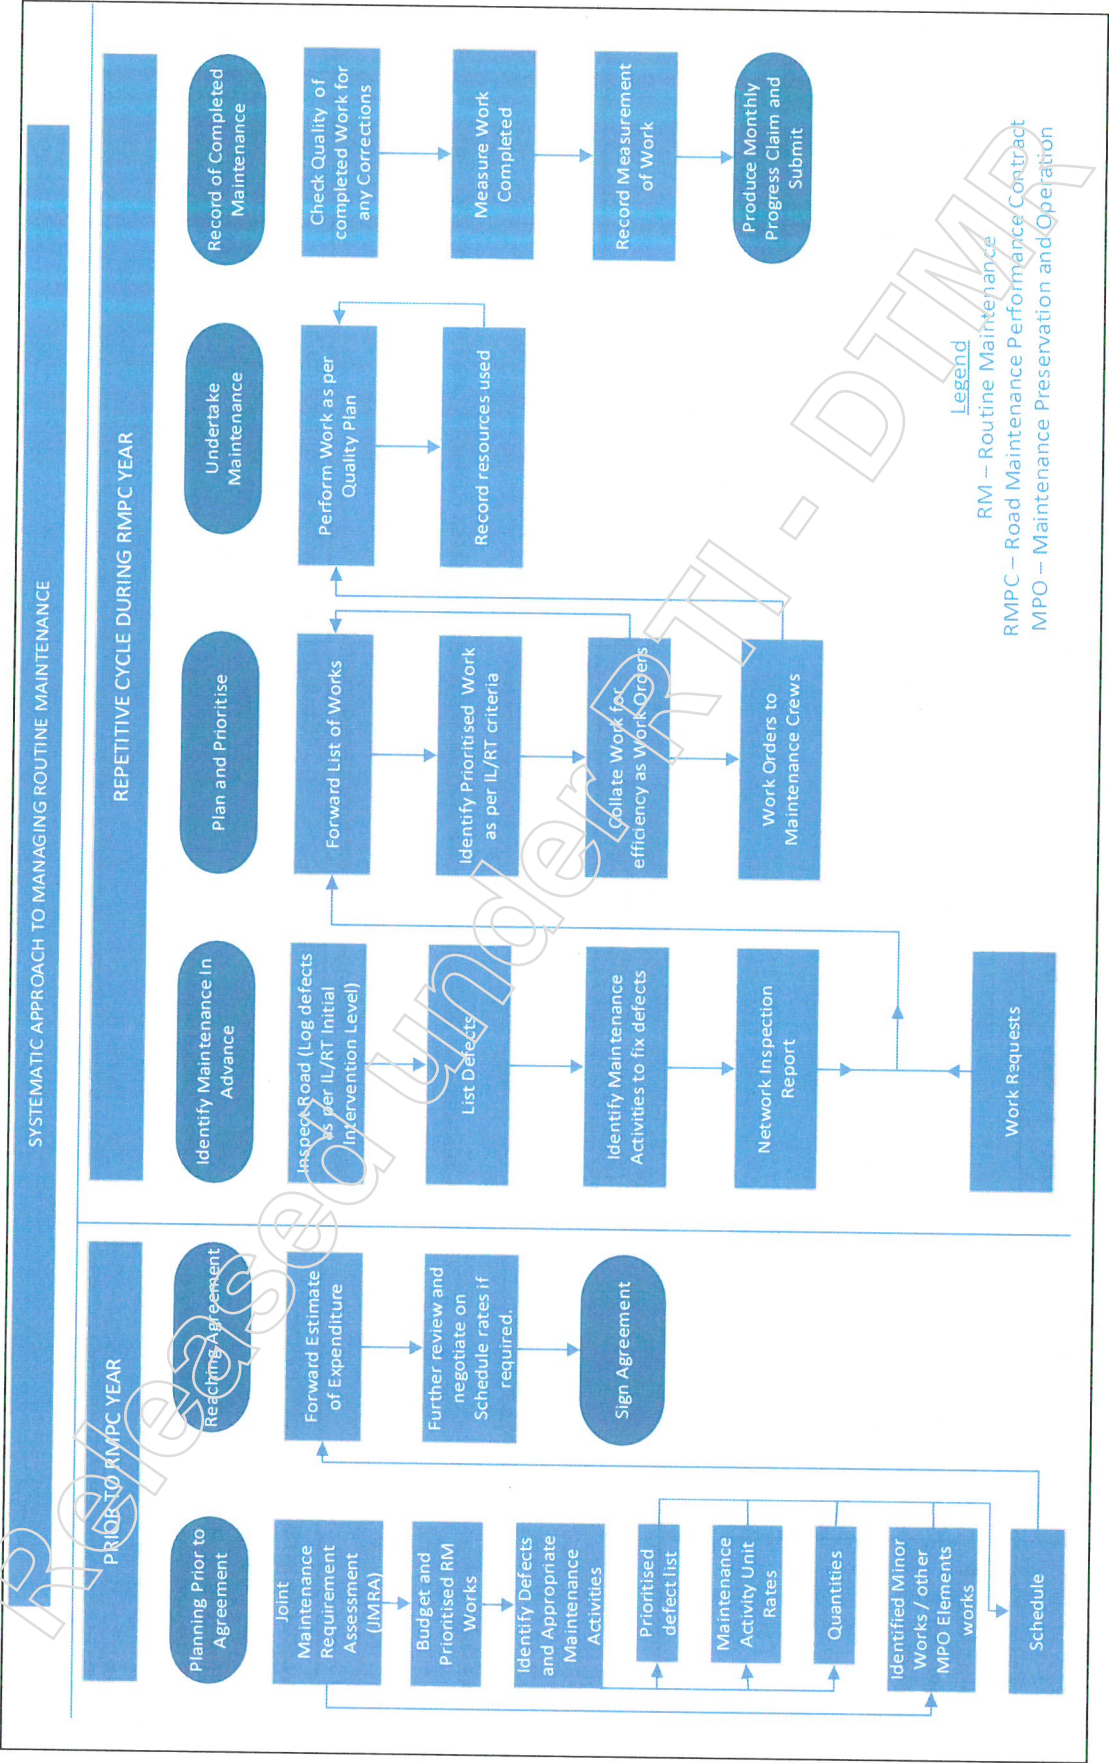 SYSTEMATIC APPROACH TO MANAGING ROUTINE MAINTENANCE
PRIOR TO RMPC YEAR
REPETITIVE CYCLE DURING RMPC YEAR
Planning Prior to
Agreement
Joint
Maintenance
Requirement
Assessment
(JMRA)
Budget and
Prioritised RM
Works
Identify Defects
and Appropriate
Maintenance
Activities
Prioritised
defect list
Maintenance
Activity Unit
Rates
Quantities
Identified Minor
Works / other
MPO Elements
works
Schedule
Reaching Agreement
Forward Estimate
of Expenditure
Further review and
negotiate on
Schedule rates if
required.
Sign Agreement
Identify Maintenance In
Advance
Inspect Road (Log defects
as per IL/RT Initial
Intervention Level)
List Defects
Identify Maintenance
Activities to fix defects
Network Inspection
Report
Work Requests
Plan and Prioritise
Forward List of Works
Identify Prioritised Work
as per IL/RT criteria
Collate Work for
efficiency as Work Orders
Work Orders to
Maintenance Crews
Undertake
Maintenance
Perform Work as per
Quality Plan
Record resources used
Record of Completed
Maintenance
Check Quality of
completed Work for
any Corrections
Measure Work
Completed
Record Measurement
of Work
Produce Monthly
Progress Claim and
Submit
Legend
RM – Routine Maintenance
RMPC – Road Maintenance Performance Contract
MPO – Maintenance Preservation and Operation
Released under RTI - DTMR